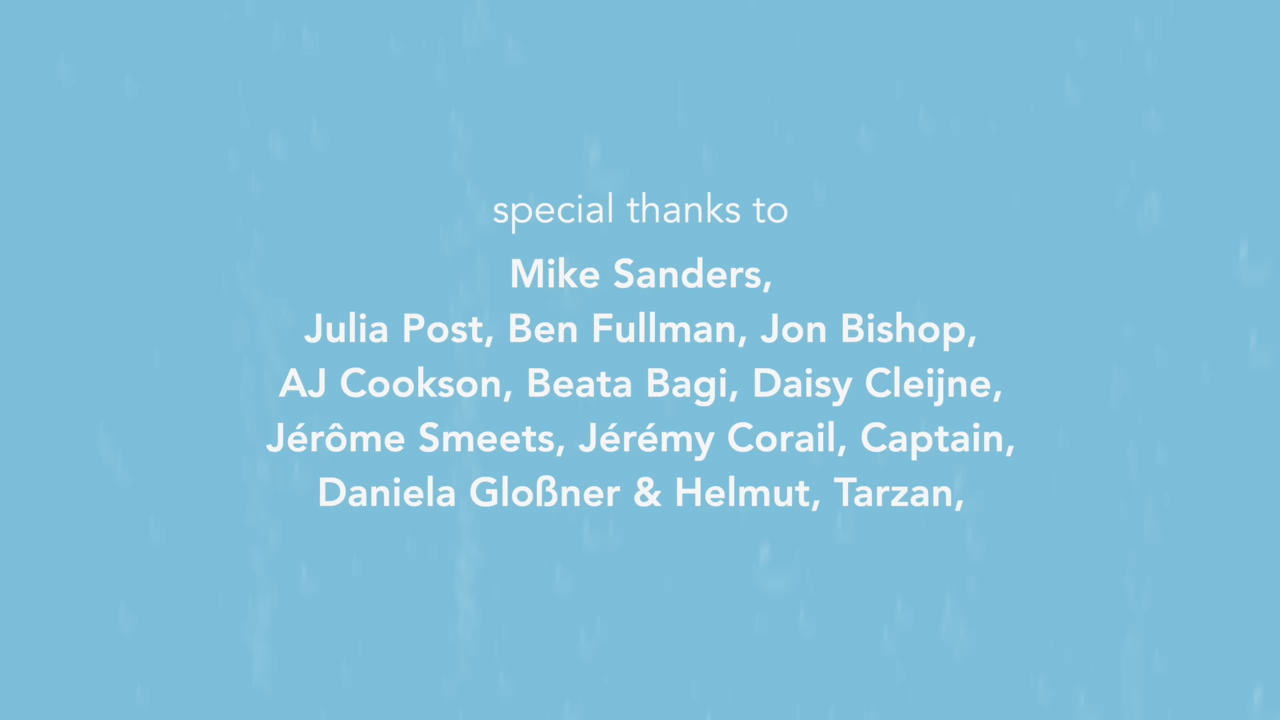 special thanks to
Mike Sanders,
Julia Post, Ben Fullman, Jon Bishop,
AJ Cookson, Beata Bagi, Daisy Cleijne,
Jérôme Smeets, Jérémy Corail, Captain,
Daniela Gloßner & Helmut, Tarzan,